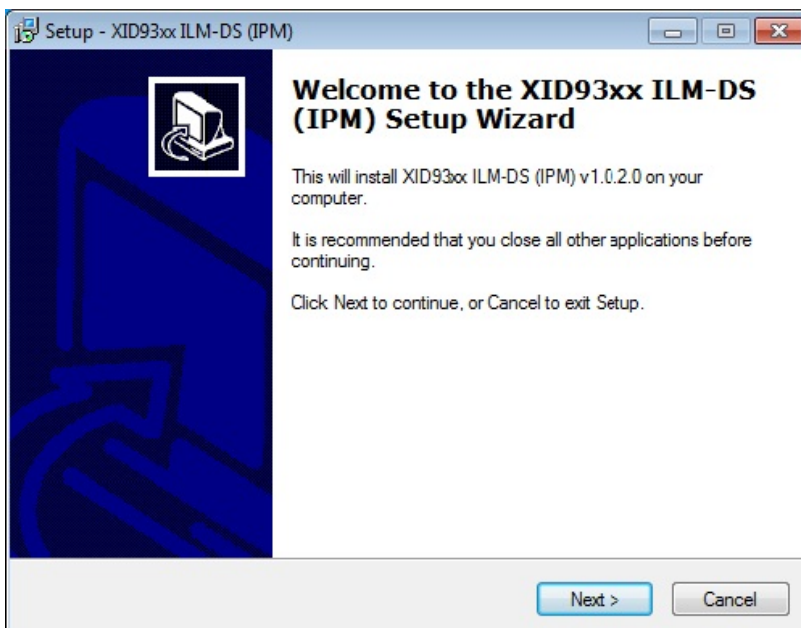 Setup - XID93xx ILM-DS (IPM)
Welcome to the XID93xx ILM-DS
(IPM) Setup Wizard
This will install XID93xx ILM-DS (IPM) v1.0.2.0 on your
computer.
It is recommended that you close all other applications before
continuing.
Click Next to continue, or Cancel to exit Setup.
Next >
Cancel